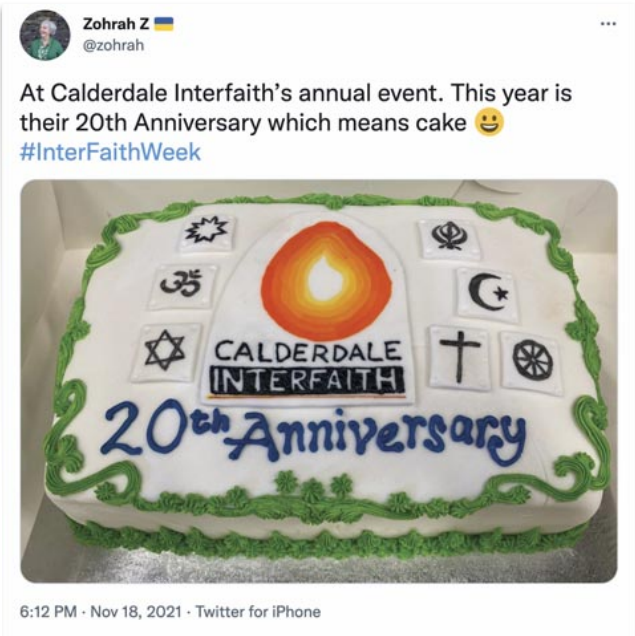 Zohrah Z 🇺🇦
@zohrah
At Calderdale Interfaith’s annual event. This year is
their 20th Anniversary which means cake 😀
#InterFaithWeek
ॐ
CALDERDALE
INTERFAITH
20th Anniversary
6:12 PM · Nov 18, 2021 · Twitter for iPhone